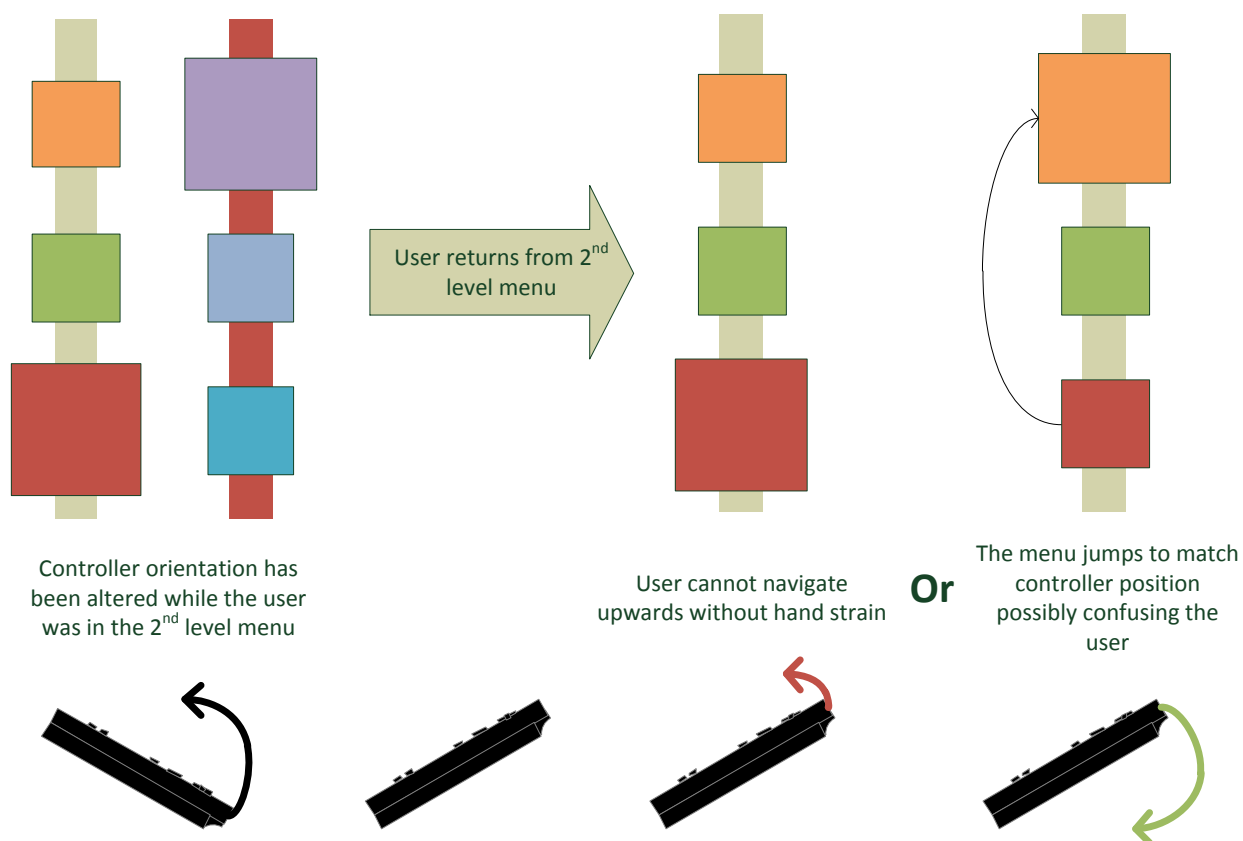 User returns from 2nd
level menu
Controller orientation has
been altered while the user
was in the 2nd level menu
User cannot navigate
upwards without hand strain
Or
The menu jumps to match
controller position
possibly confusing the
user